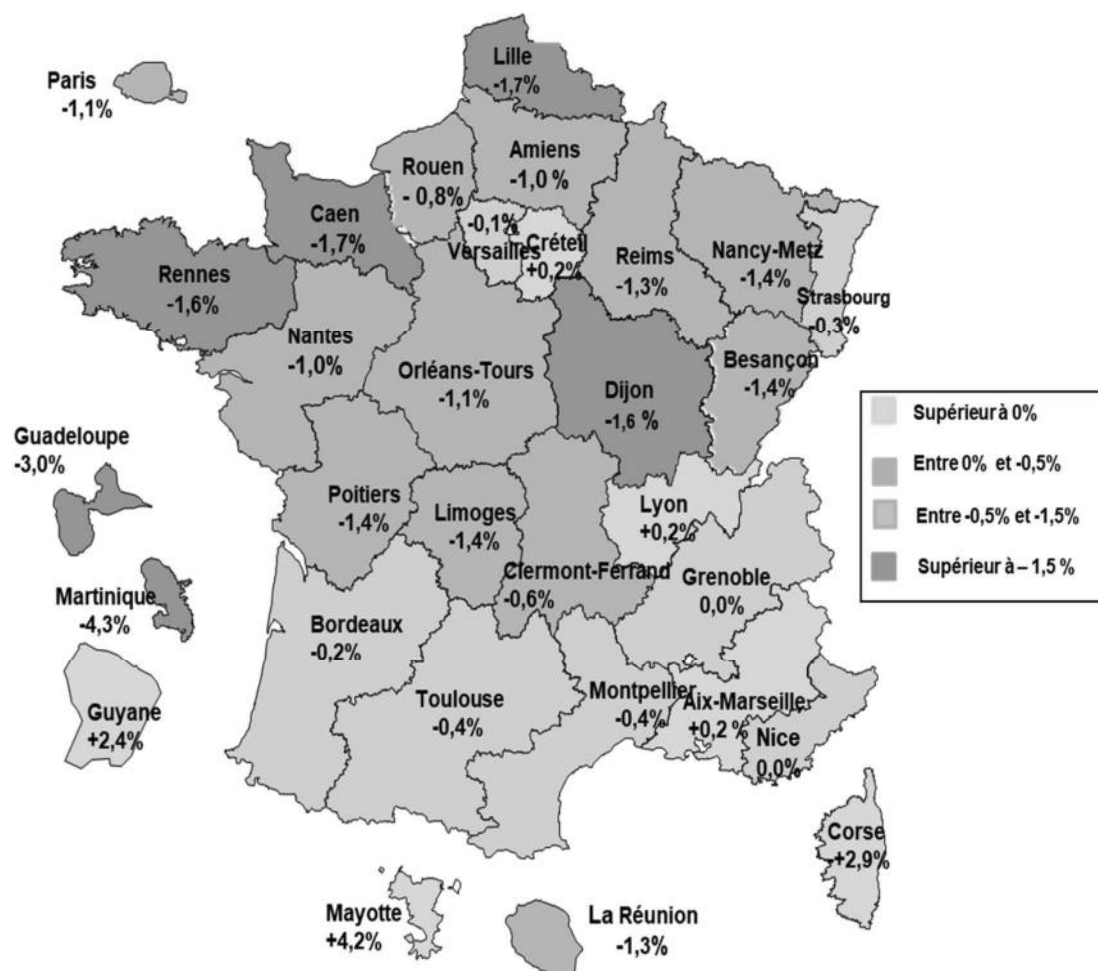 Lille
-1,7%
Paris
-1,1%
Amiens
-1,0 %
Rouen
- 0,8%
Caen
-1,7%
-0,1%
Versailles
Créteil
+0,2%
Reims
-1,3%
Nancy-Metz
-1,4%
Strasbourg
-0,3%
Rennes
-1,6%
Nantes
-1,0%
Orléans-Tours
-1,1%
Dijon
-1,6 %
Besançon
-1,4%
Supérieur à 0%
Entre 0% et -0,5%
Entre -0,5% et -1,5%
Supérieur à – 1,5 %
Guadeloupe
-3,0%
Poitiers
-1,4%
Limoges
-1,4%
Clermont-Ferrand
-0,6%
Lyon
+0,2%
Grenoble
0,0%
Martinique
-4,3%
Guyane
+2,4%
Bordeaux
-0,2%
Toulouse
-0,4%
Montpellier
-0,4%
Aix-Marseille
+0,2 %
Nice
0,0%
Corse
+2,9%
Mayotte
+4,2%
La Réunion
-1,3%